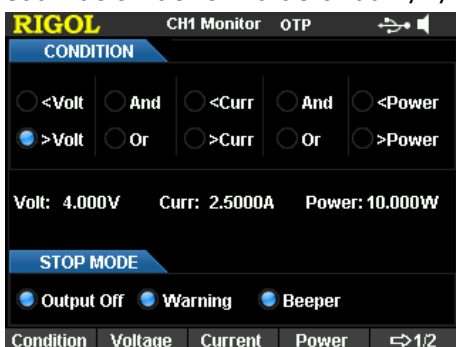 RIGOL CH1 Monitor OTP
CONDITION
<Volt And <Curr And <Power
>Volt Or >Curr Or >Power
Volt: 4.000V Curr: 2.5000A Power: 10.000W
STOP MODE
Output Off Warning Beeper
Condition Voltage Current Power ⇨1/2